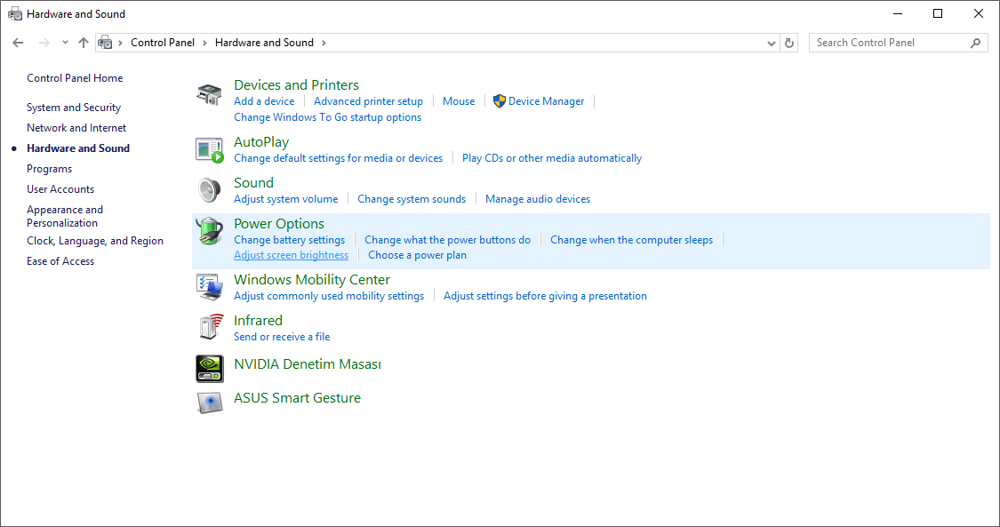 Hardware and Sound
Control Panel > Hardware and Sound >
Search Control Panel
Control Panel Home
System and Security
Network and Internet
Hardware and Sound
Programs
User Accounts
Appearance and
Personalization
Clock, Language, and Region
Ease of Access
Devices and Printers
Add a device | Advanced printer setup | Mouse | Device Manager |
Change Windows To Go startup options
AutoPlay
Change default settings for media or devices | Play CDs or other media automatically
Sound
Adjust system volume | Change system sounds | Manage audio devices
Power Options
Change battery settings | Change what the power buttons do | Change when the computer sleeps |
Adjust screen brightness | Choose a power plan
Windows Mobility Center
Adjust commonly used mobility settings | Adjust settings before giving a presentation
Infrared
Send or receive a file
NVIDIA Denetim Masası
ASUS Smart Gesture